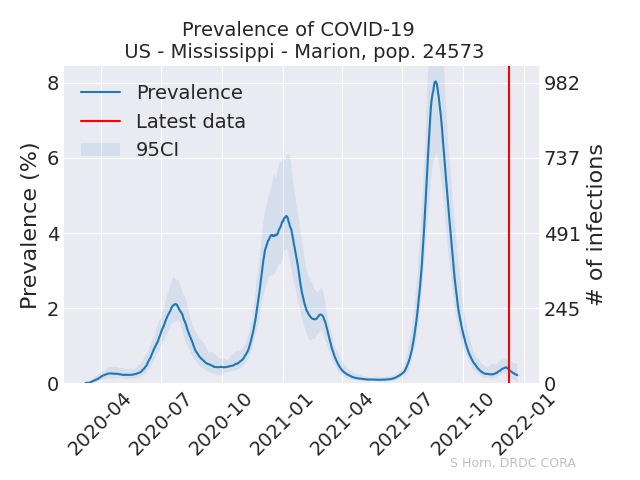 Prevalence of COVID-19
US - Mississippi - Marion, pop. 24573
Prevalence
Latest data
95CI
Prevalence (%)
8
6
4
2
0
982
737
491
245
0
# of infections
2020-04
2020-07
2020-10
2021-01
2021-04
2021-07
2021-10
2022-01
S Horn, DRDC CORA